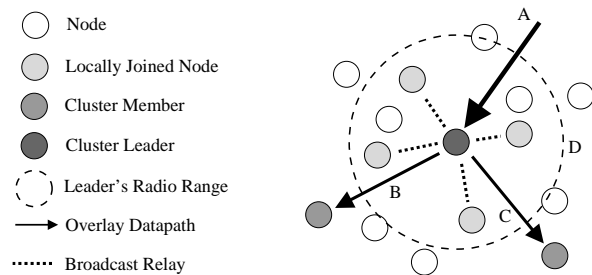 Node
Locally Joined Node
Cluster Member
Cluster Leader
Leader's Radio Range
Overlay Datapath
Broadcast Relay
A
D
B
C